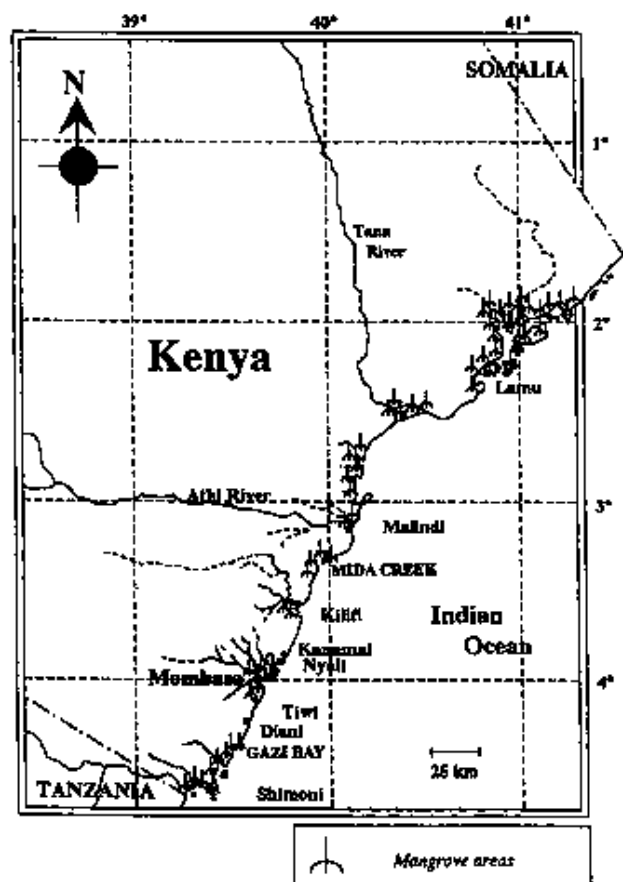 39° 40° 41°
SOMALIA
N
1°
Tana
River
2°
Kenya
Lamu
Athi River
3°
Malindi
MIDA CREEK
Kilifi
Indian
Ocean
Kanamai
Nyali
Mombasa
4°
Tiwi
Diani
GAZI BAY
25 km
TANZANIA
Shimoni
Mangrove areas